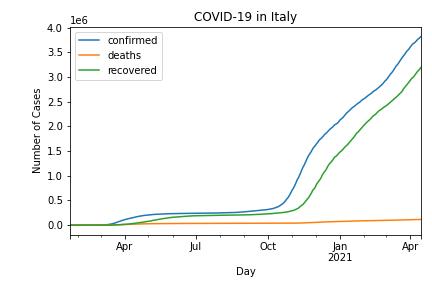 COVID-19 in Italy
1e6
confirmed
deaths
recovered
4.0
3.5
3.0
2.5
2.0
1.5
1.0
0.5
0.0
Number of Cases
Apr
Jul
Oct
Jan
2021
Apr
Day